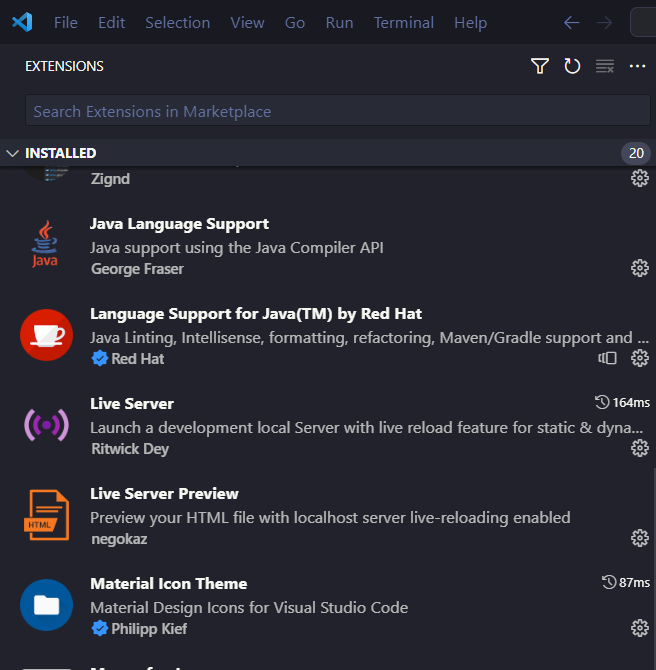 File Edit Selection View Go Run Terminal Help
EXTENSIONS
Search Extensions in Marketplace
INSTALLED 20
Zignd
Java Language Support
Java support using the Java Compiler API
George Fraser
Java
Language Support for Java(TM) by Red Hat
Java Linting, Intellisense, formatting, refactoring, Maven/Gradle support and ...
Red Hat
Live Server 164ms
Launch a development local Server with live reload feature for static & dyna...
Ritwick Dey
Live Server Preview
Preview your HTML file with localhost server live-reloading enabled
HTML
negokaz
Material Icon Theme 87ms
Material Design Icons for Visual Studio Code
Philipp Kief